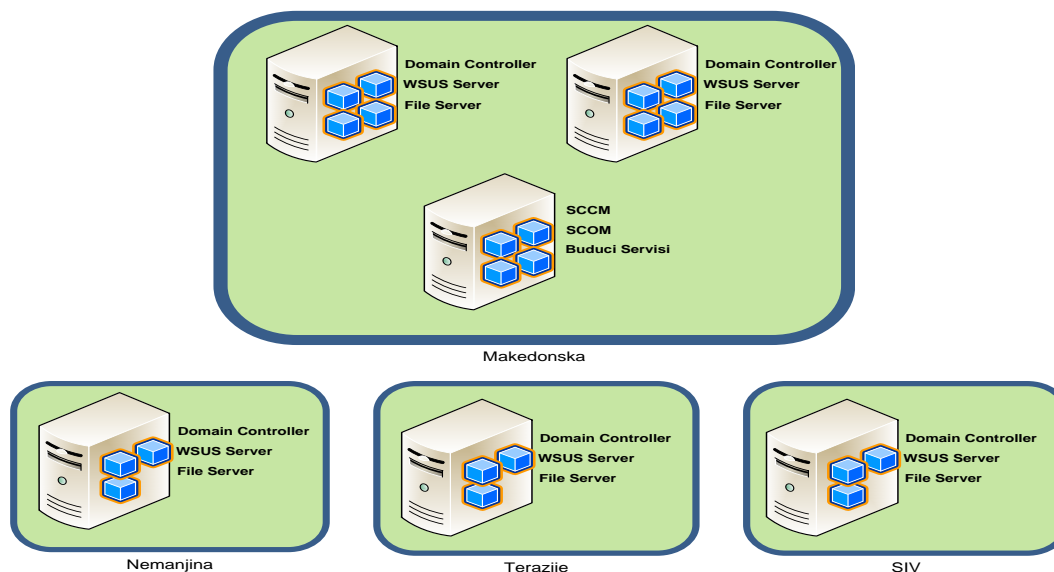 Domain Controller
WSUS Server
File Server
Domain Controller
WSUS Server
File Server
SCCM
SCOM
Buduci Servisi
Makedonska
Domain Controller
WSUS Server
File Server
Nemanjina
Domain Controller
WSUS Server
File Server
Terazije
Domain Controller
WSUS Server
File Server
SIV